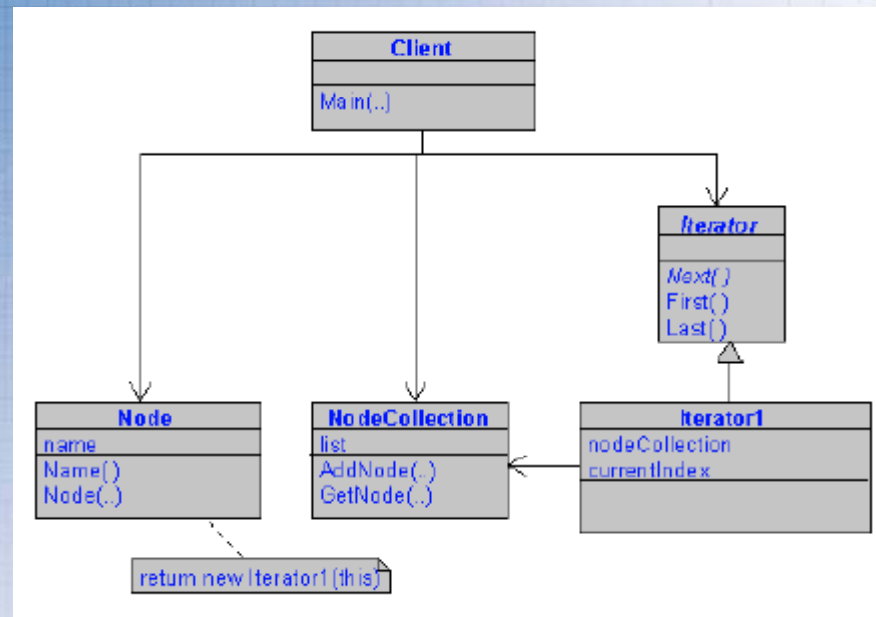 Client
Main(..)
Iterator
Next( )
First( )
Last( )
Node
name
Name( )
Node(..)
NodeCollection
list
AddNode(..)
GetNode(..)
Iterator1
nodeCollection
currentIndex
return new Iterator1(this)